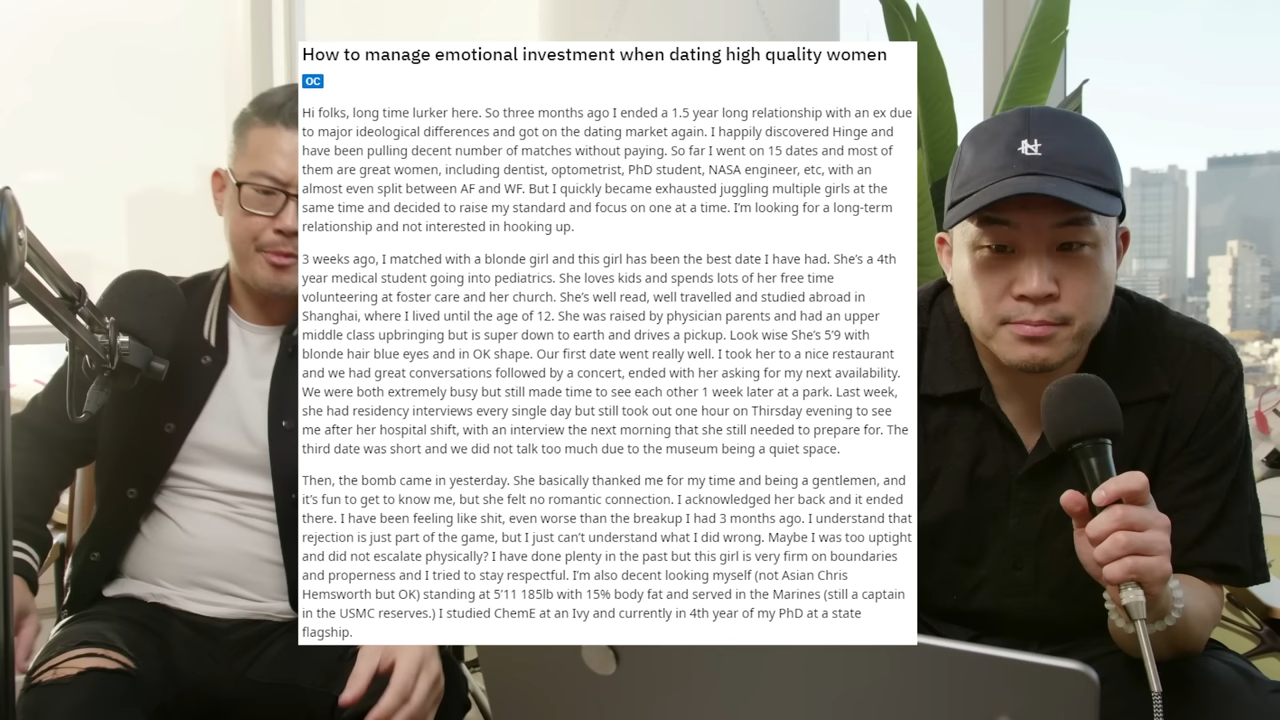 How to manage emotional investment when dating high quality women
OC
Hi folks, long time lurker here. So three months ago I ended a 1.5 year long relationship with an ex due
to major ideological differences and got on the dating market again. I happily discovered Hinge and
have been pulling decent number of matches without paying. So far I went on 15 dates and most of
them are great women, including dentist, optometrist, PhD student, NASA engineer, etc, with an
almost even split between AF and WF. But I quickly became exhausted juggling multiple girls at the
same time and decided to raise my standard and focus on one at a time. I’m looking for a long-term
relationship and not interested in hooking up.
3 weeks ago, I matched with a blonde girl and this girl has been the best date I have had. She’s a 4th
year medical student going into pediatrics. She loves kids and spends lots of her free time
volunteering at foster care and her church. She’s well read, well travelled and studied abroad in
Shanghai, where I lived until the age of 12. She was raised by physician parents and had an upper
middle class upbringing but is super down to earth and drives a pickup. Look wise She’s 5’9 with
blonde hair blue eyes and in OK shape. Our first date went really well. I took her to a nice restaurant
and we had great conversations followed by a concert, ended with her asking for my next availability.
We were both extremely busy but still made time to see each other 1 week later at a park. Last week,
she had residency interviews every single day but still took out one hour on Thirsday evening to see
me after her hospital shift, with an interview the next morning that she still needed to prepare for. The
third date was short and we did not talk too much due to the museum being a quiet space.
Then, the bomb came in yesterday. She basically thanked me for my time and being a gentlemen, and
it’s fun to get to know me, but she felt no romantic connection. I acknowledged her back and it ended
there. I have been feeling like shit, even worse than the breakup I had 3 months ago. I understand that
rejection is just part of the game, but I just can’t understand what I did wrong. Maybe I was too uptight
and did not escalate physically? I have done plenty in the past but this girl is very firm on boundaries
and properness and I tried to stay respectful. I’m also decent looking myself (not Asian Chris
Hemsworth but OK) standing at 5’11 185lb with 15% body fat and served in the Marines (still a captain
in the USMC reserves.) I studied ChemE at an Ivy and currently in 4th year of my PhD at a state
flagship.